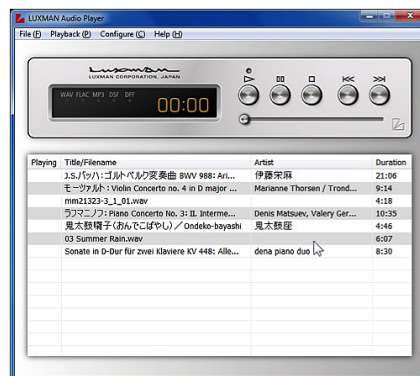 LUXMAN Audio Player
File (F) Playback (P) Configure (C) Help (H)
Luxman
LUXMAN CORPORATION, JAPAN
WAV FLAC MP3 DSF DFF
00:00
Playing Title/Filename Artist Duration
J.S.バッハ：ゴルトベルク変奏曲 BWV 988: Ari... 伊藤栄麻 21:06
モーツァルト：Violin Concerto no. 4 in D major ... Marianne Thorsen / Trond... 9:14
mm21323-3_1_01.wav 4:18
ラフマニノフ：Piano Concerto No. 3: II. Interme... Denis Matsuev, Valery Ger... 10:35
鬼太鼓囃子（おんでこばやし）／Ondeko-bayashi 鬼太鼓座 4:46
03 Summer Rain.wav 6:07
Sonate in D-Dur für zwei Klaviere KV 448: Alle... dena piano duo 8:30